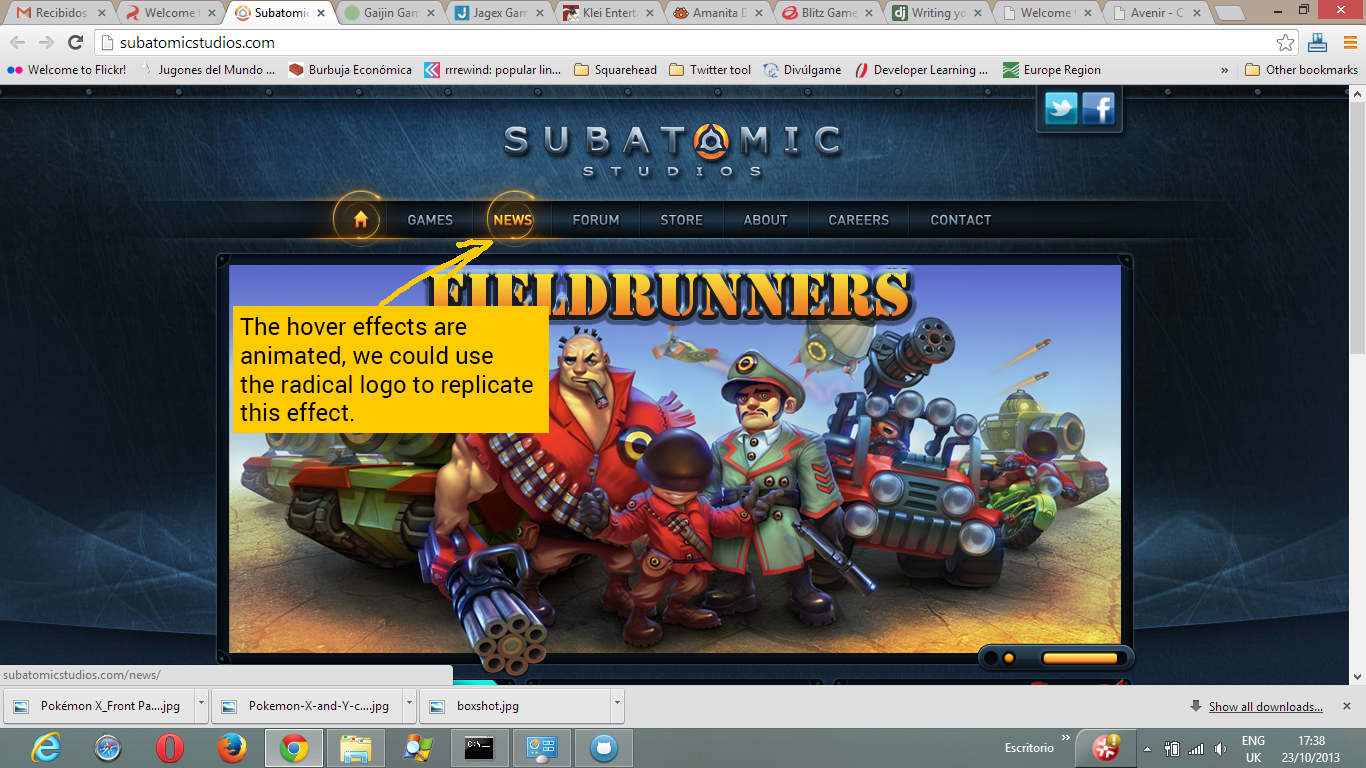 Recibidos
Welcome t
Subatomic
Gaijin Gam
Jagex Gam
Klei Entert
Amanita D
Blitz Game
Writing yo
Welcome t
Avenir - C
subatomicstudios.com
Welcome to Flickr!
Jugones del Mundo ...
Burbuja Económica
rrrewind: popular lin...
Squarehead
Twitter tool
Divúlgame
Developer Learning ...
Europe Region
»
Other bookmarks
SUBATOMIC
STUDIOS
GAMES
NEWS
FORUM
STORE
ABOUT
CAREERS
CONTACT
FIELDRUNNERS
The hover effects are
animated, we could use
the radical logo to replicate
this effect.
subatomicstudios.com/news/
Pokémon X_Front Pa....jpg
Pokemon-X-and-Y-c....jpg
boxshot.jpg
Show all downloads...
Escritorio
»
ENG
UK
17:38
23/10/2013